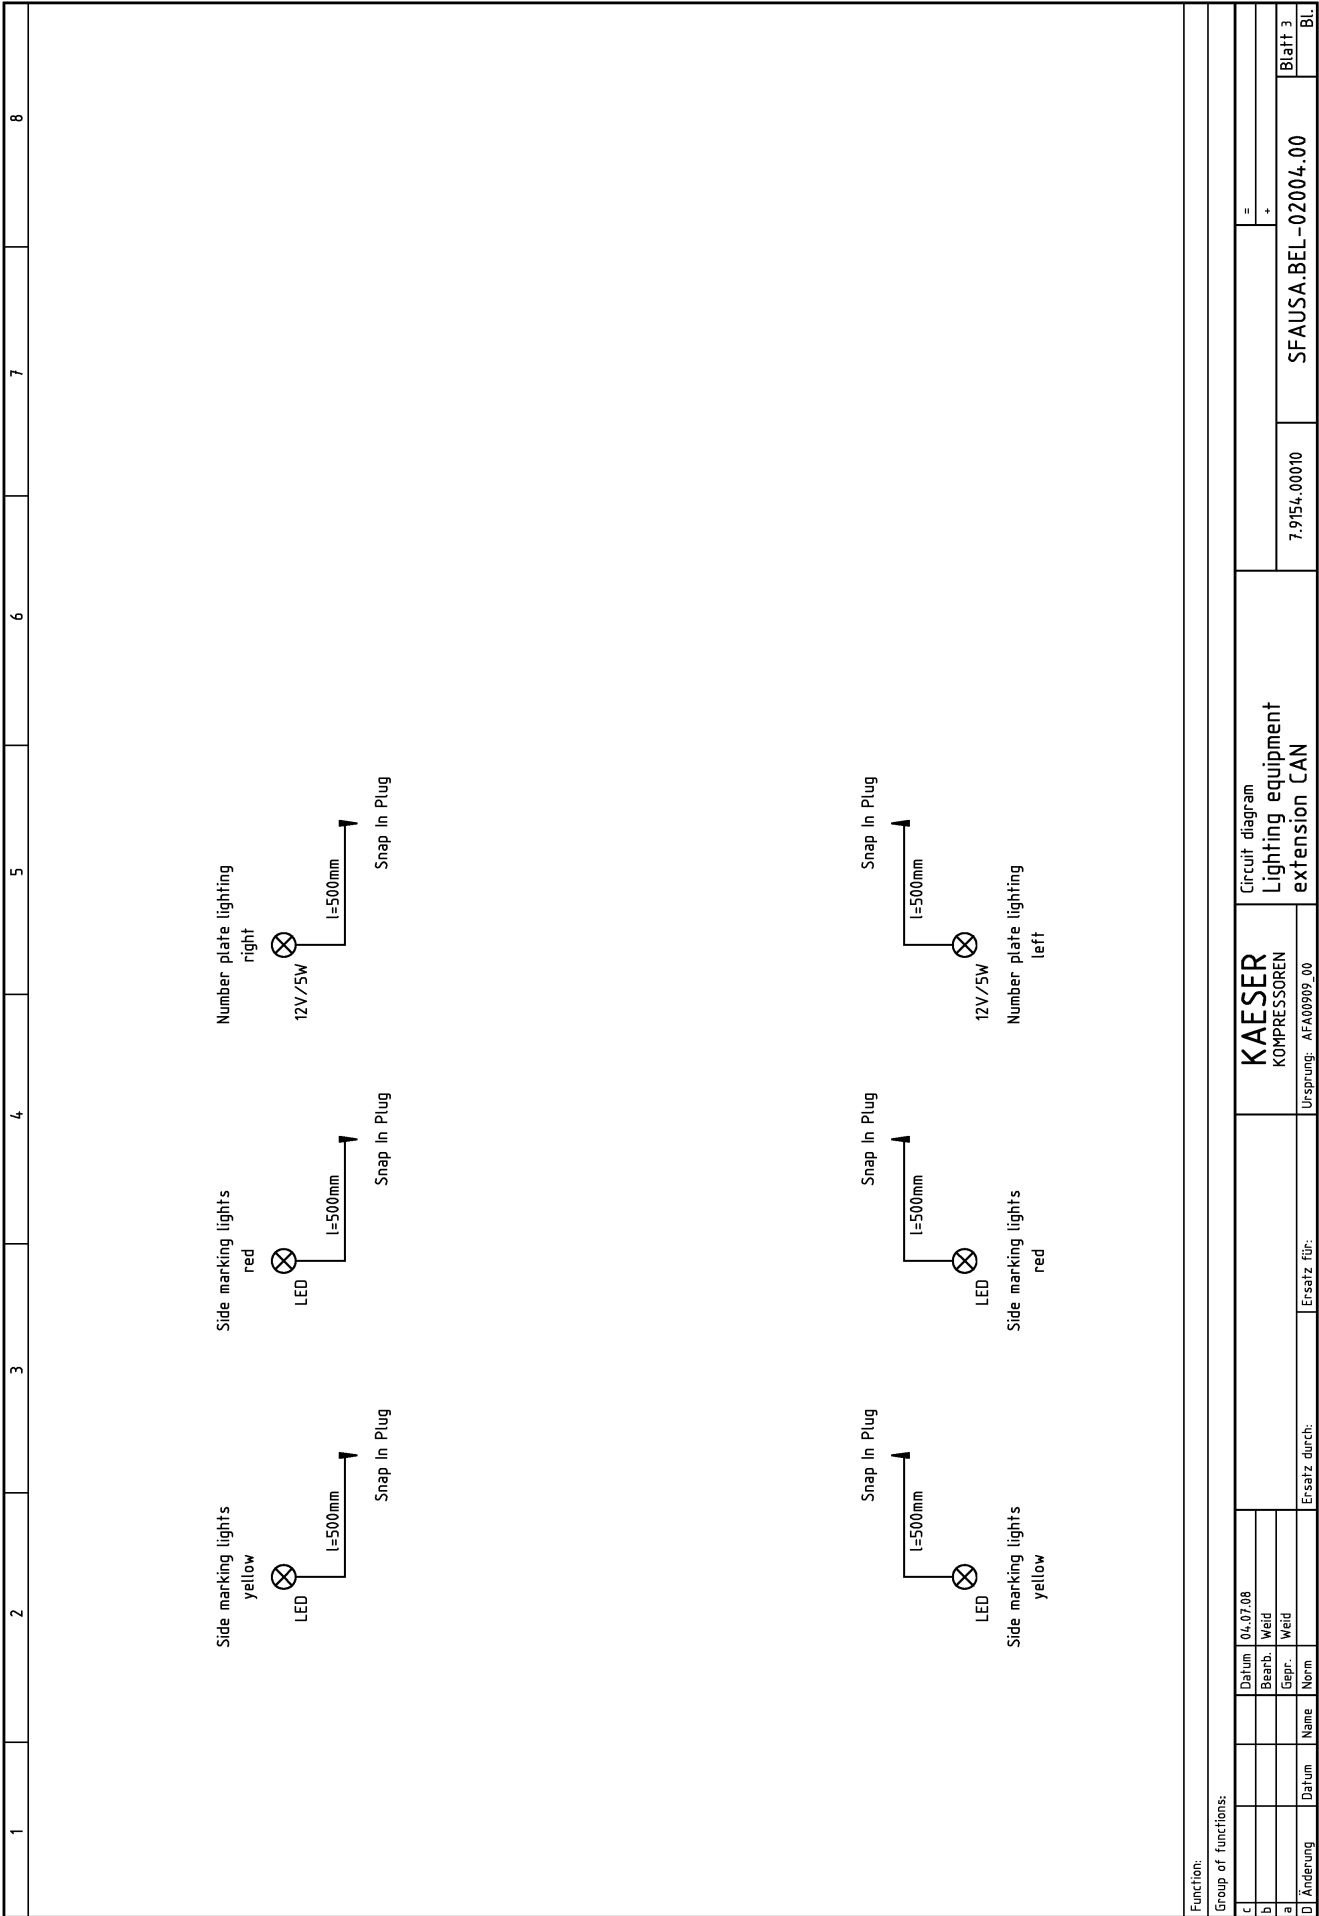 1 2 3 4 5 6 7 8
Side marking lights
yellow
LED
l=500mm
Snap In Plug
Side marking lights
red
LED
l=500mm
Snap In Plug
Number plate lighting
right
12V/5W
l=500mm
Snap In Plug
Snap In Plug
l=500mm
LED
Side marking lights
yellow
Snap In Plug
l=500mm
LED
Side marking lights
red
Snap In Plug
l=500mm
12V/5W
Number plate lighting
left
Function:
Group of functions:
c
b
a
D Änderung Datum Name
Datum 04.07.08
Bearb. Weid
Gepr. Weid
Norm
Ersatz durch:
Ersatz für:
KAESER
KOMPRESSOREN
Ursprung: AFA00909_00
Circuit diagram
Lighting equipment
extension CAN
=
+
7.9154.00010
SFAUSA.BEL-02004.00
Blatt 3
Bl.